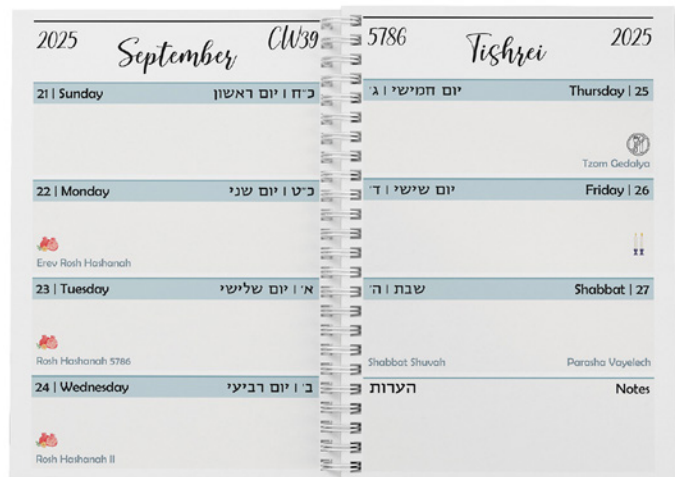 2025 September CW39
21 | Sunday כ"ח | יום ראשון
22 | Monday כ"ט | יום שני
Erev Rosh Hashanah
23 | Tuesday א' | יום שלישי
Rosh Hashanah 5786
24 | Wednesday ב' | יום רביעי
Rosh Hashanah II
5786 Tishrei 2025
יום חמישי | ג' Thursday | 25
Tzom Gedalya
יום שישי | ד' Friday | 26
שבת | ה' Shabbat | 27
Shabbat Shuvah Parasha Vayelech
הערות Notes